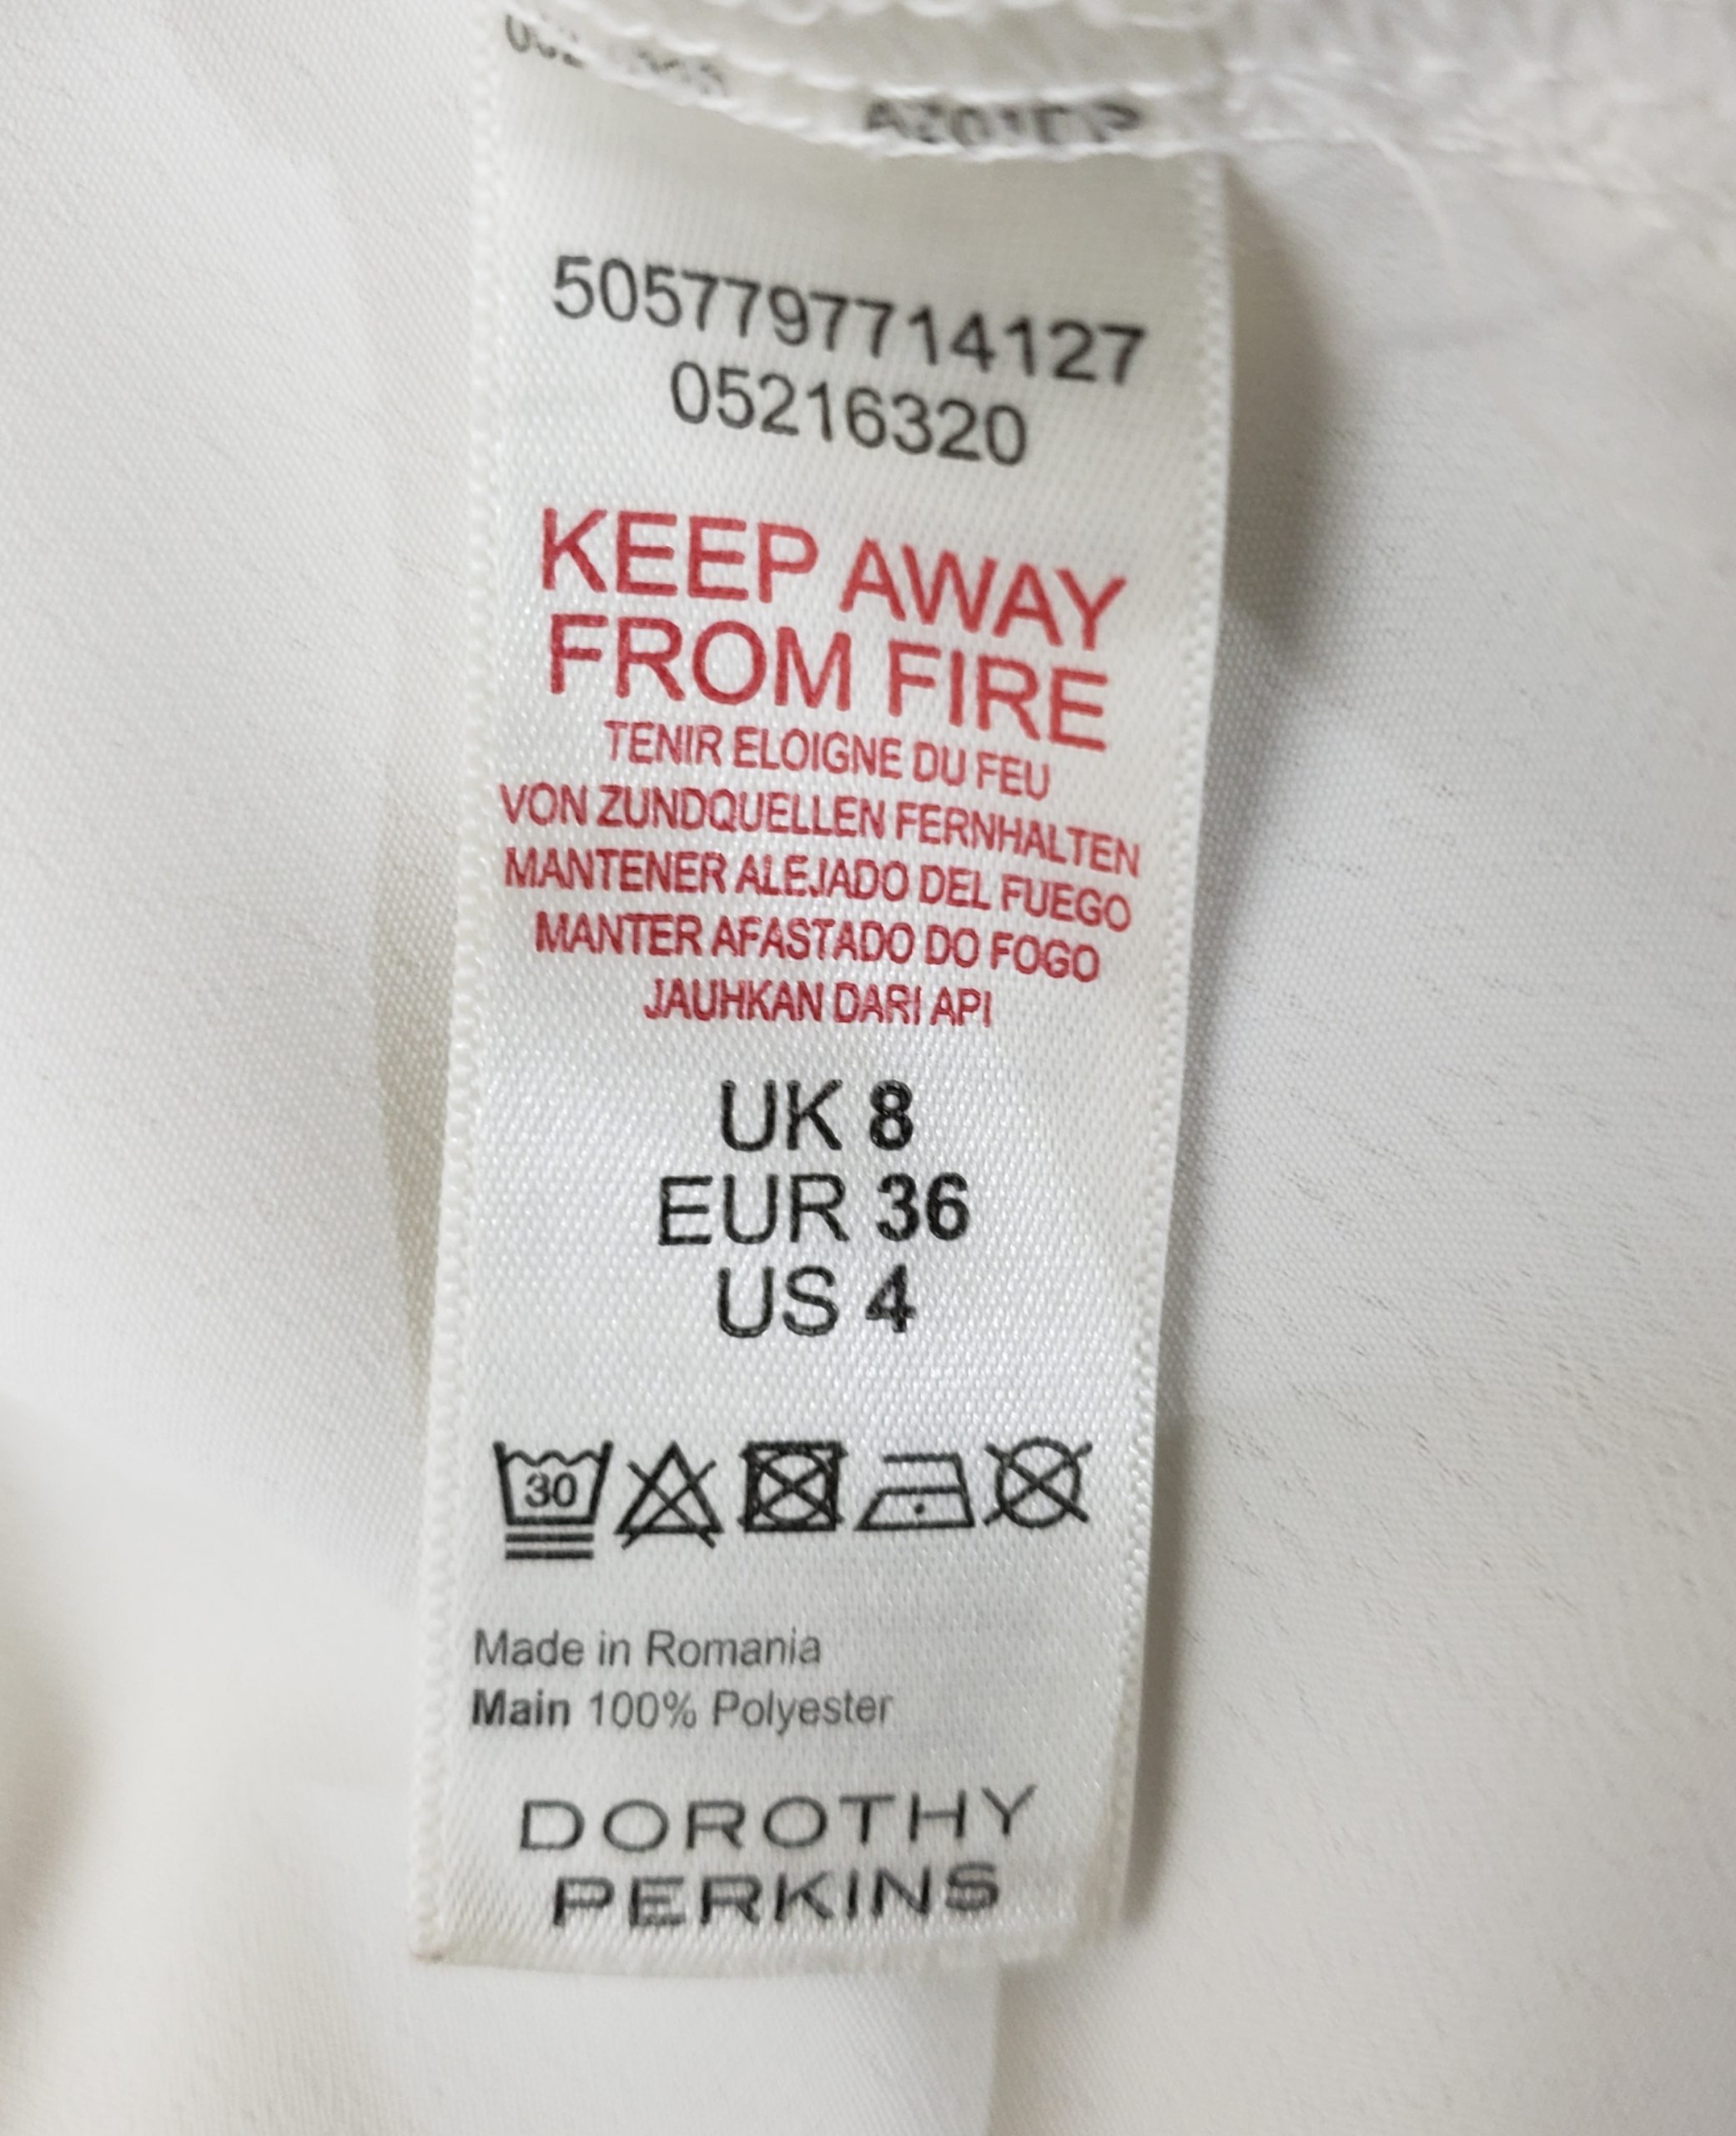 5057797714127
05216320
KEEP AWAY
FROM FIRE
TENIR ELOIGNE DU FEU
VON ZUNDQUELLEN FERNHALTEN
MANTENER ALEJADO DEL FUEGO
MANTER AFASTADO DO FOGO
JAUHKAN DARI API
UK 8
EUR 36
US 4
30
Made in Romania
Main 100% Polyester
DOROTHY
PERKINS